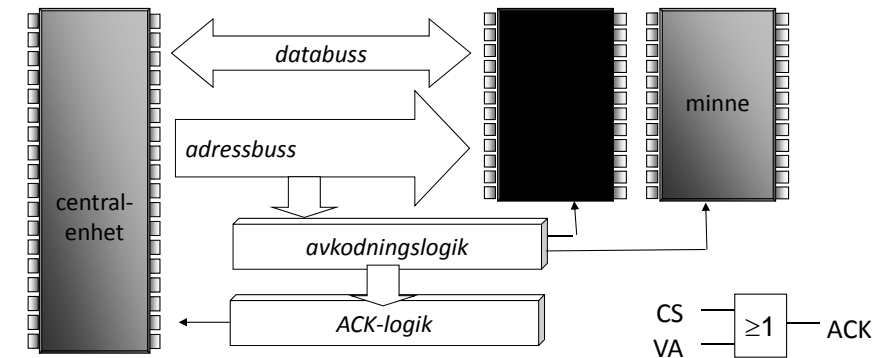 databuss
minne
adressbuss
central-
enhet
avkodningslogik
ACK-logik
CS
≥1
ACK
VA